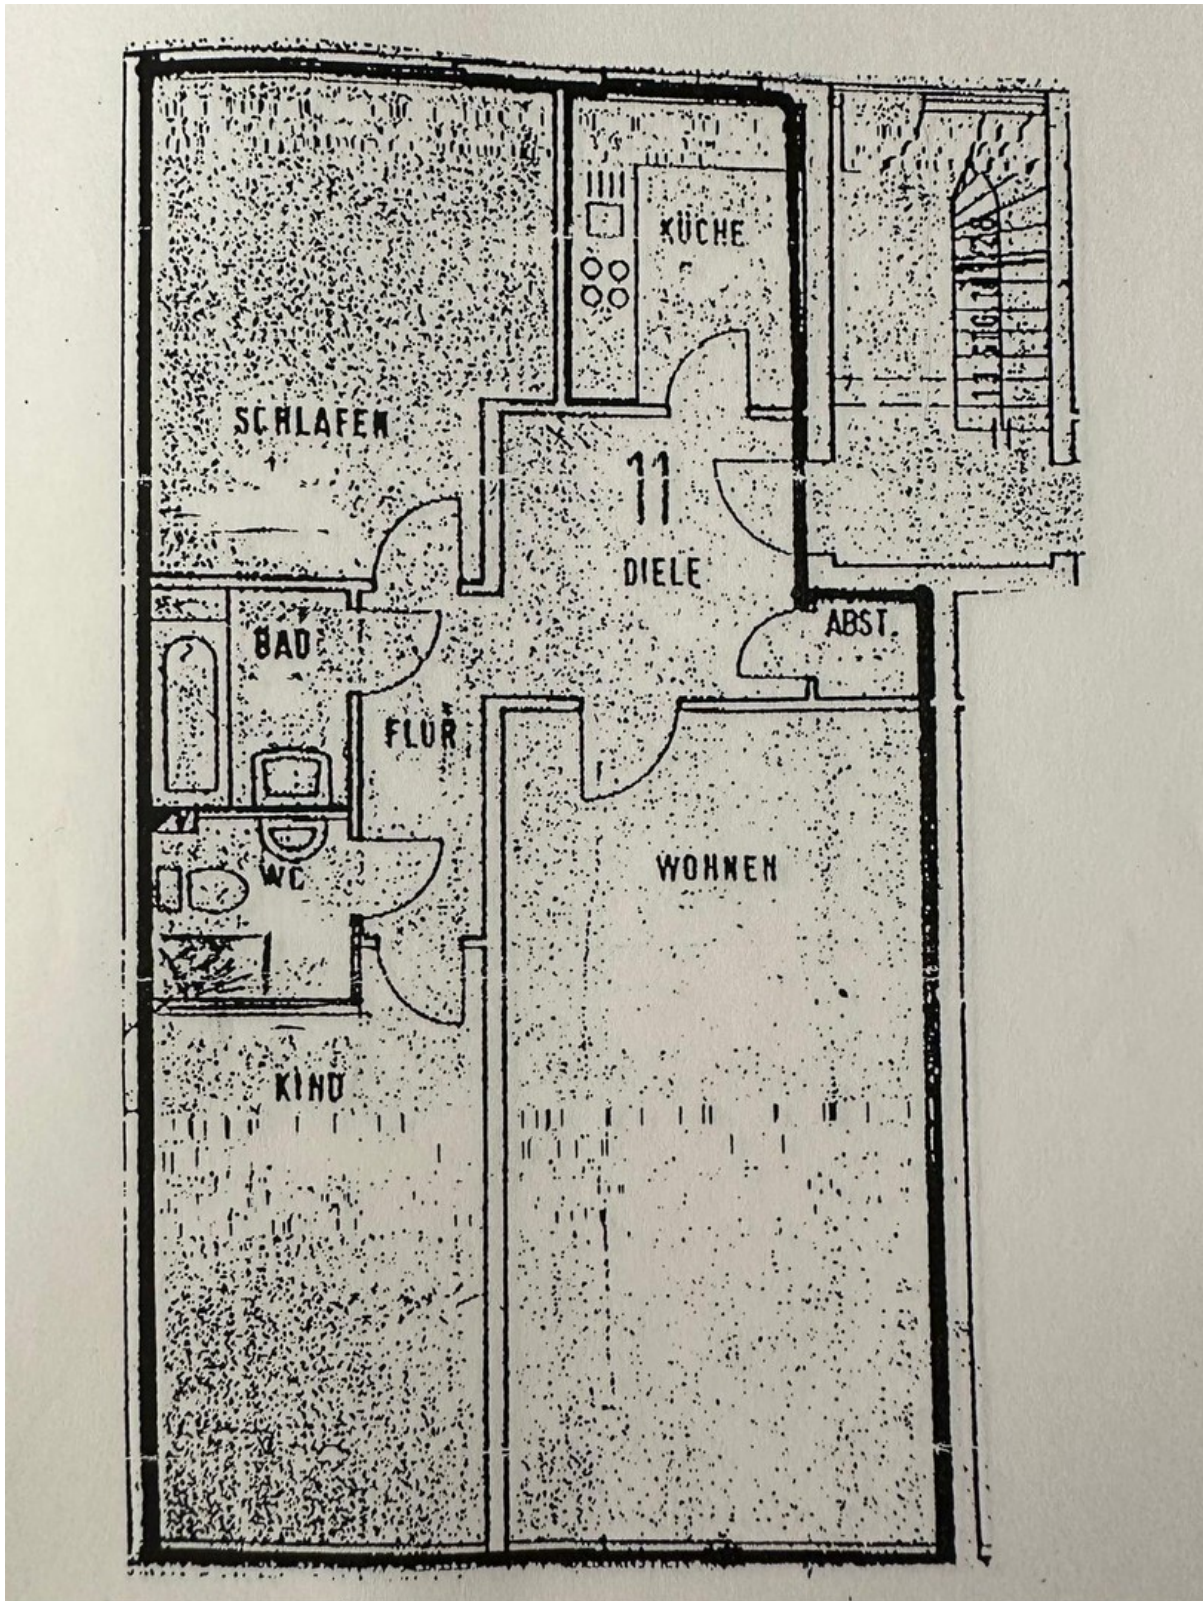 KÜCHE
SCHLAFEN
11
DIELE
ABST.
BAD
FLUR
WOHNEN
WC
KIND